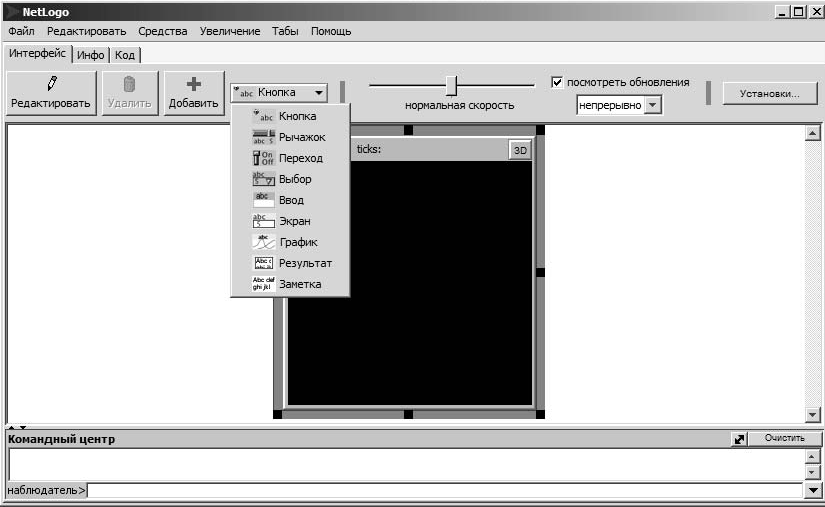 NetLogo
Файл Редактировать Средства Увеличение Табы Помощь
Интерфейс Инфо Код
Редактировать Удалить Добавить abc Кнопка нормальная скорость посмотреть обновления непрерывно Установки...
abc Кнопка
abc 5 Рычажок
On Off Переход
abc 5 Выбор
abc Ввод
abc 5 Экран
abc График
Результат
Abc def ghi jkl Заметка
ticks: 3D
Командный центр Очистить
наблюдатель>